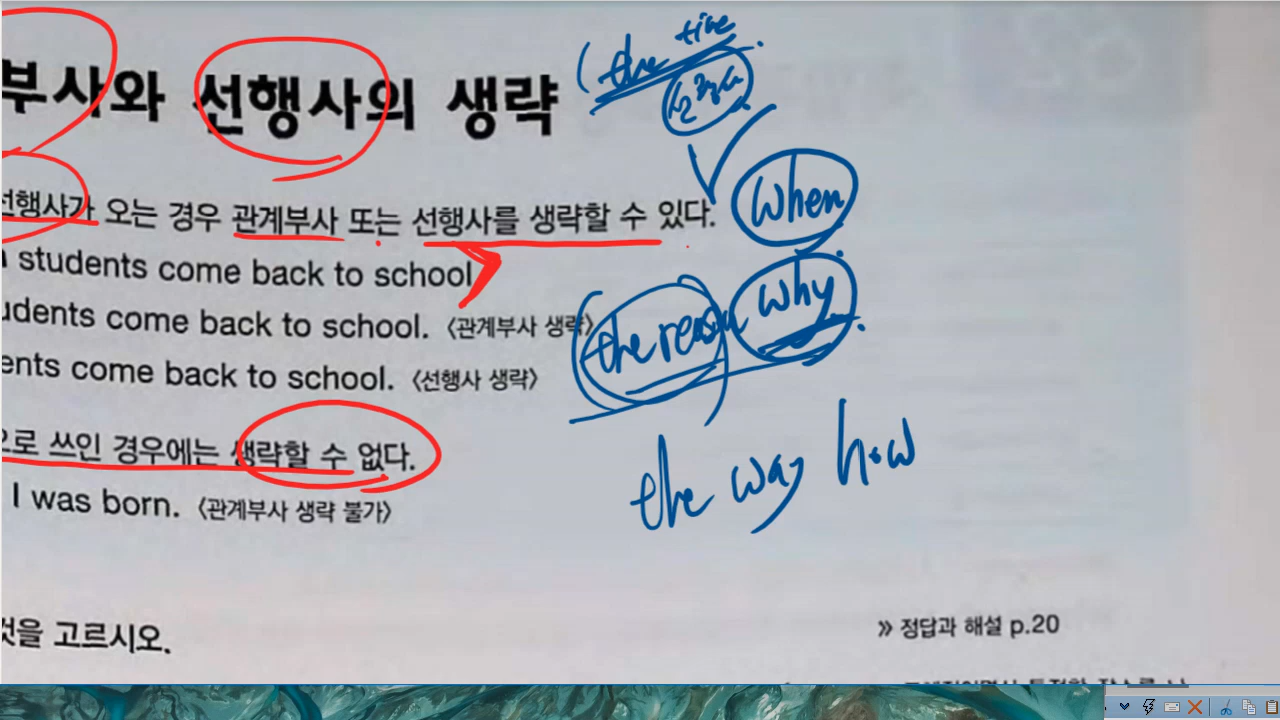 부사와 선행사의 생략
(the time
선행사
선행사가 오는 경우 관계부사 또는 선행사를 생략할 수 있다.
when
students come back to school
udents come back to school. 〈관계부사 생략〉
the reason why
ents come back to school. 〈선행사 생략〉
으로 쓰인 경우에는 생략할 수 없다.
the way how
I was born. 〈관계부사 생략 불가〉
것을 고르시오.
» 정답과 해설 p.20